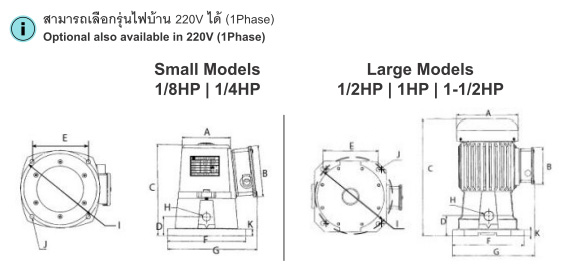 สามารถเลือกรุ่นไฟบ้าน 220V ได้ (1Phase)
Optional also available in 220V (1Phase)
Small Models
1/8HP | 1/4HP
Large Models
1/2HP | 1HP | 1-1/2HP
E
I
J
A
B
C
H
D
K
F
G
E
J
I
A
B
C
H
D
K
F
G